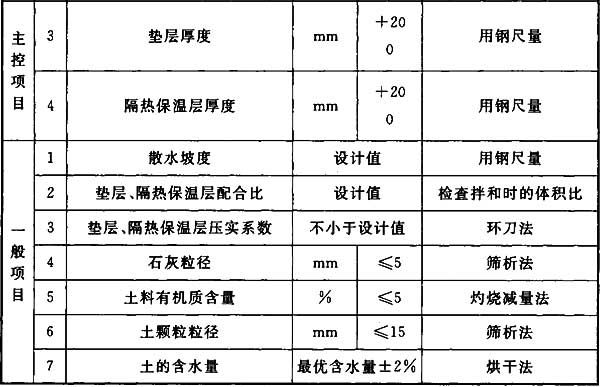 主控项目
3 垫层厚度 mm +20 0 用钢尺量
4 隔热保温层厚度 mm +20 0 用钢尺量
一般项目
1 散水坡度 设计值 用钢尺量
2 垫层、隔热保温层配合比 设计值 检查拌和时的体积比
3 垫层、隔热保温层压实系数 不小于设计值 环刀法
4 石灰粒径 mm ≤5 筛析法
5 土料有机质含量 % ≤5 灼烧减量法
6 土颗粒粒径 mm ≤15 筛析法
7 土的含水量 最优含水量±2% 烘干法